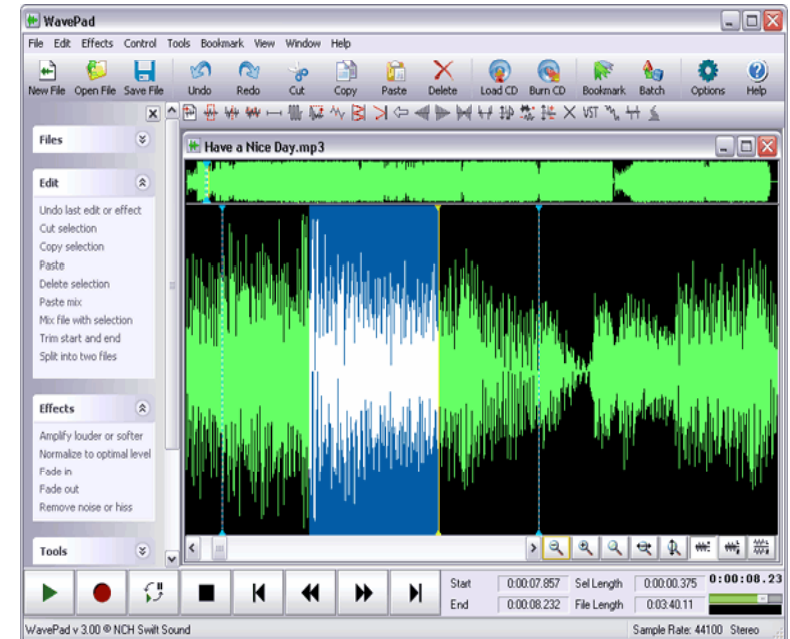 WavePad
File Edit Effects Control Tools Bookmark View Window Help
New File Open File Save File Undo Redo Cut Copy Paste Delete Load CD Burn CD Bookmark Batch Options Help
VST
Files
Have a Nice Day.mp3
Edit
Undo last edit or effect
Cut selection
Copy selection
Paste
Delete selection
Paste mix
Mix file with selection
Trim start and end
Split into two files
Effects
Amplify louder or softer
Normalize to optimal level
Fade in
Fade out
Remove noise or hiss
Tools
Start 0:00:07.857 Sel Length 0:00:00.375 0:00:08.23
End 0:00:08.232 File Length 0:03:40.11
WavePad v 3.00 © NCH Swift Sound Sample Rate: 44100 Stereo